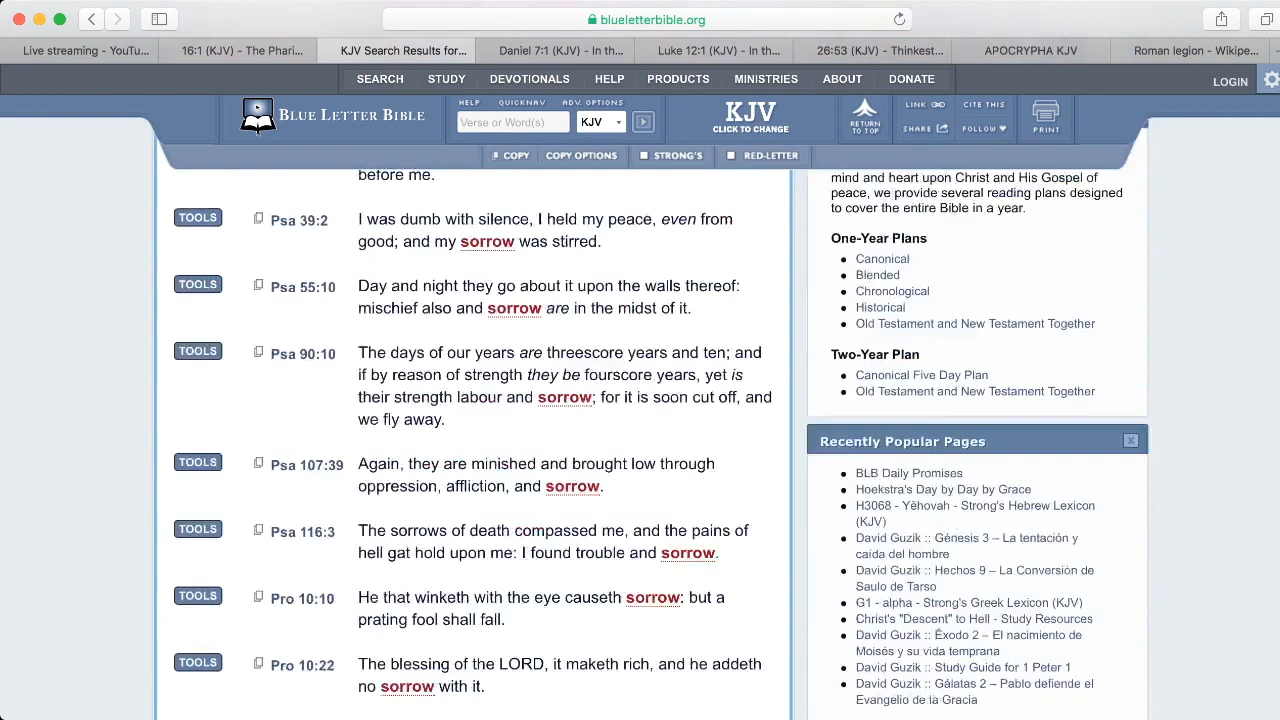 blueletterbible.org
Live streaming - YouTu...
16:1 (KJV) - The Phari...
KJV Search Results for...
Daniel 7:1 (KJV) - In th...
Luke 12:1 (KJV) - In th...
26:53 (KJV) - Thinkest...
APOCRYPHA KJV
Roman legion - Wikipe...
SEARCH STUDY DEVOTIONALS HELP PRODUCTS MINISTRIES ABOUT DONATE
LOGIN
BLUE LETTER BIBLE
HELP QUICKNAV ADV. OPTIONS
Verse or Word(s)
KJV
KJV
CLICK TO CHANGE
RETURN
TO TOP
LINK
CITE THIS
SHARE
FOLLOW
PRINT
COPY COPY OPTIONS STRONG'S RED-LETTER
before me.
TOOLS Psa 39:2 I was dumb with silence, I held my peace, even from
good; and my sorrow was stirred.
TOOLS Psa 55:10 Day and night they go about it upon the walls thereof:
mischief also and sorrow are in the midst of it.
TOOLS Psa 90:10 The days of our years are threescore years and ten; and
if by reason of strength they be fourscore years, yet is
their strength labour and sorrow; for it is soon cut off, and
we fly away.
TOOLS Psa 107:39 Again, they are minished and brought low through
oppression, affliction, and sorrow.
TOOLS Psa 116:3 The sorrows of death compassed me, and the pains of
hell gat hold upon me: I found trouble and sorrow.
TOOLS Pro 10:10 He that winketh with the eye causeth sorrow: but a
prating fool shall fall.
TOOLS Pro 10:22 The blessing of the LORD, it maketh rich, and he addeth
no sorrow with it.
mind and heart upon Christ and His Gospel of
peace, we provide several reading plans designed
to cover the entire Bible in a year.
One-Year Plans
Canonical
Blended
Chronological
Historical
Old Testament and New Testament Together
Two-Year Plan
Canonical Five Day Plan
Old Testament and New Testament Together
Recently Popular Pages
x
BLB Daily Promises
Hoekstra's Day by Day by Grace
H3068 - Yĕhovah - Strong's Hebrew Lexicon
(KJV)
David Guzik :: Génesis 3 – La tentación y
caída del hombre
David Guzik :: Hechos 9 – La Conversión de
Saulo de Tarso
G1 - alpha - Strong's Greek Lexicon (KJV)
Christ's "Descent" to Hell - Study Resources
David Guzik :: Éxodo 2 – El nacimiento de
Moisés y su vida temprana
David Guzik :: Study Guide for 1 Peter 1
David Guzik :: Gálatas 2 – Pablo defiende el
Evangelio de la Gracia